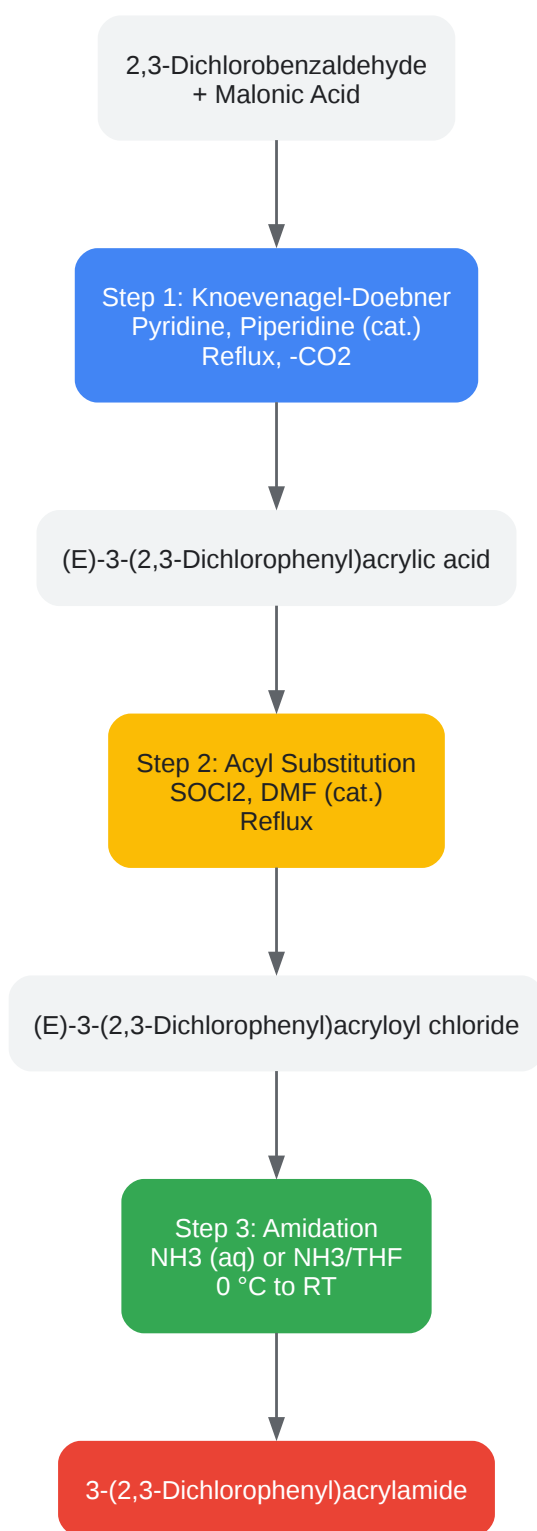 2,3-Dichlorobenzaldehyde
+ Malonic Acid
Step 1: Knoevenagel-Doebner
Pyridine, Piperidine (cat.)
Reflux, -CO2
(E)-3-(2,3-Dichlorophenyl)acrylic acid
Step 2: Acyl Substitution
SOCl2, DMF (cat.)
Reflux
(E)-3-(2,3-Dichlorophenyl)acryloyl chloride
Step 3: Amidation
NH3 (aq) or NH3/THF
0 °C to RT
3-(2,3-Dichlorophenyl)acrylamide